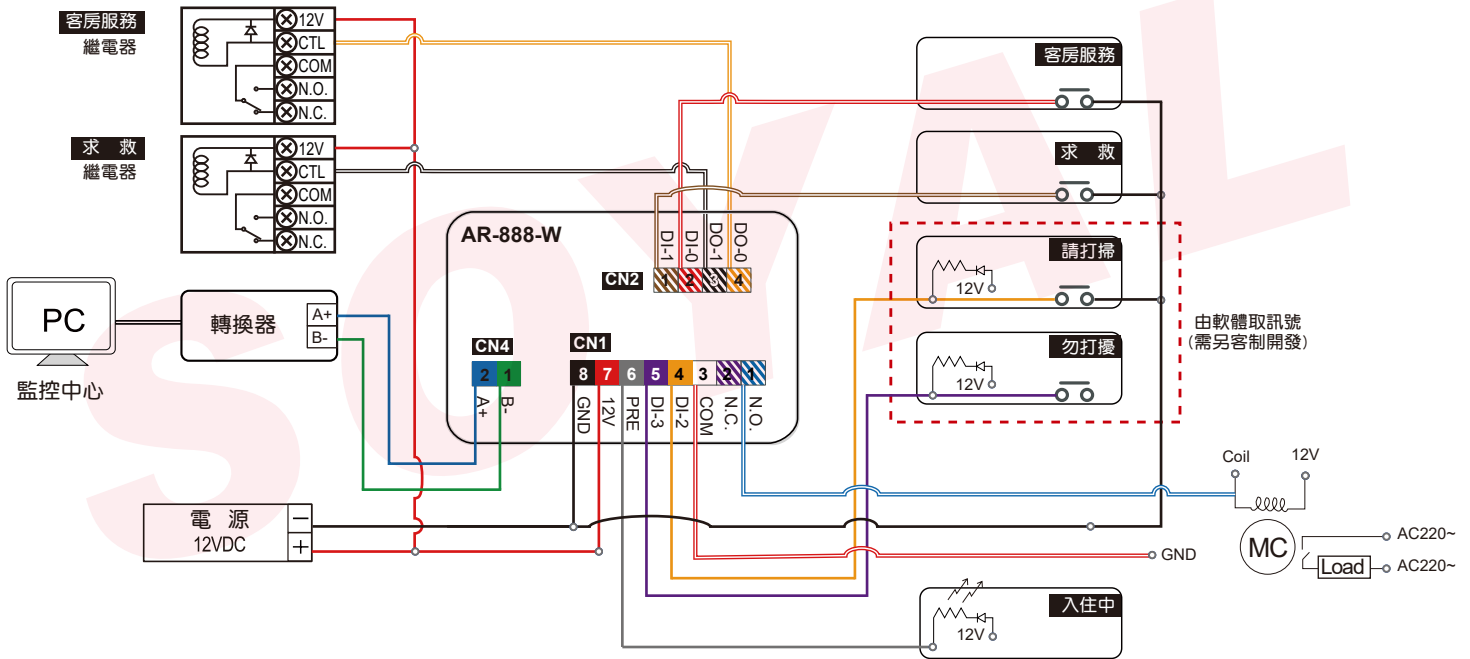 客房服務
繼電器
12V
CTL
COM
N.O.
N.C.
求 救
繼電器
12V
CTL
COM
N.O.
N.C.
客房服務
求 救
請打掃
12V
勿打擾
12V
由軟體取訊號
(需另客制開發)
AR-888-W
DI-1
DI-0
DO-1
DO-0
CN2
1
2
3
4
PC
監控中心
轉換器
A+
B-
CN4
2
1
A+
B-
CN1
8
7
6
5
4
3
2
1
GND
12V
PRE
DI-3
DI-2
COM
N.C.
N.O.
電 源
12VDC
−
+
GND
Coil
12V
MC
Load
AC220~
AC220~
入住中
12V
SOYAL